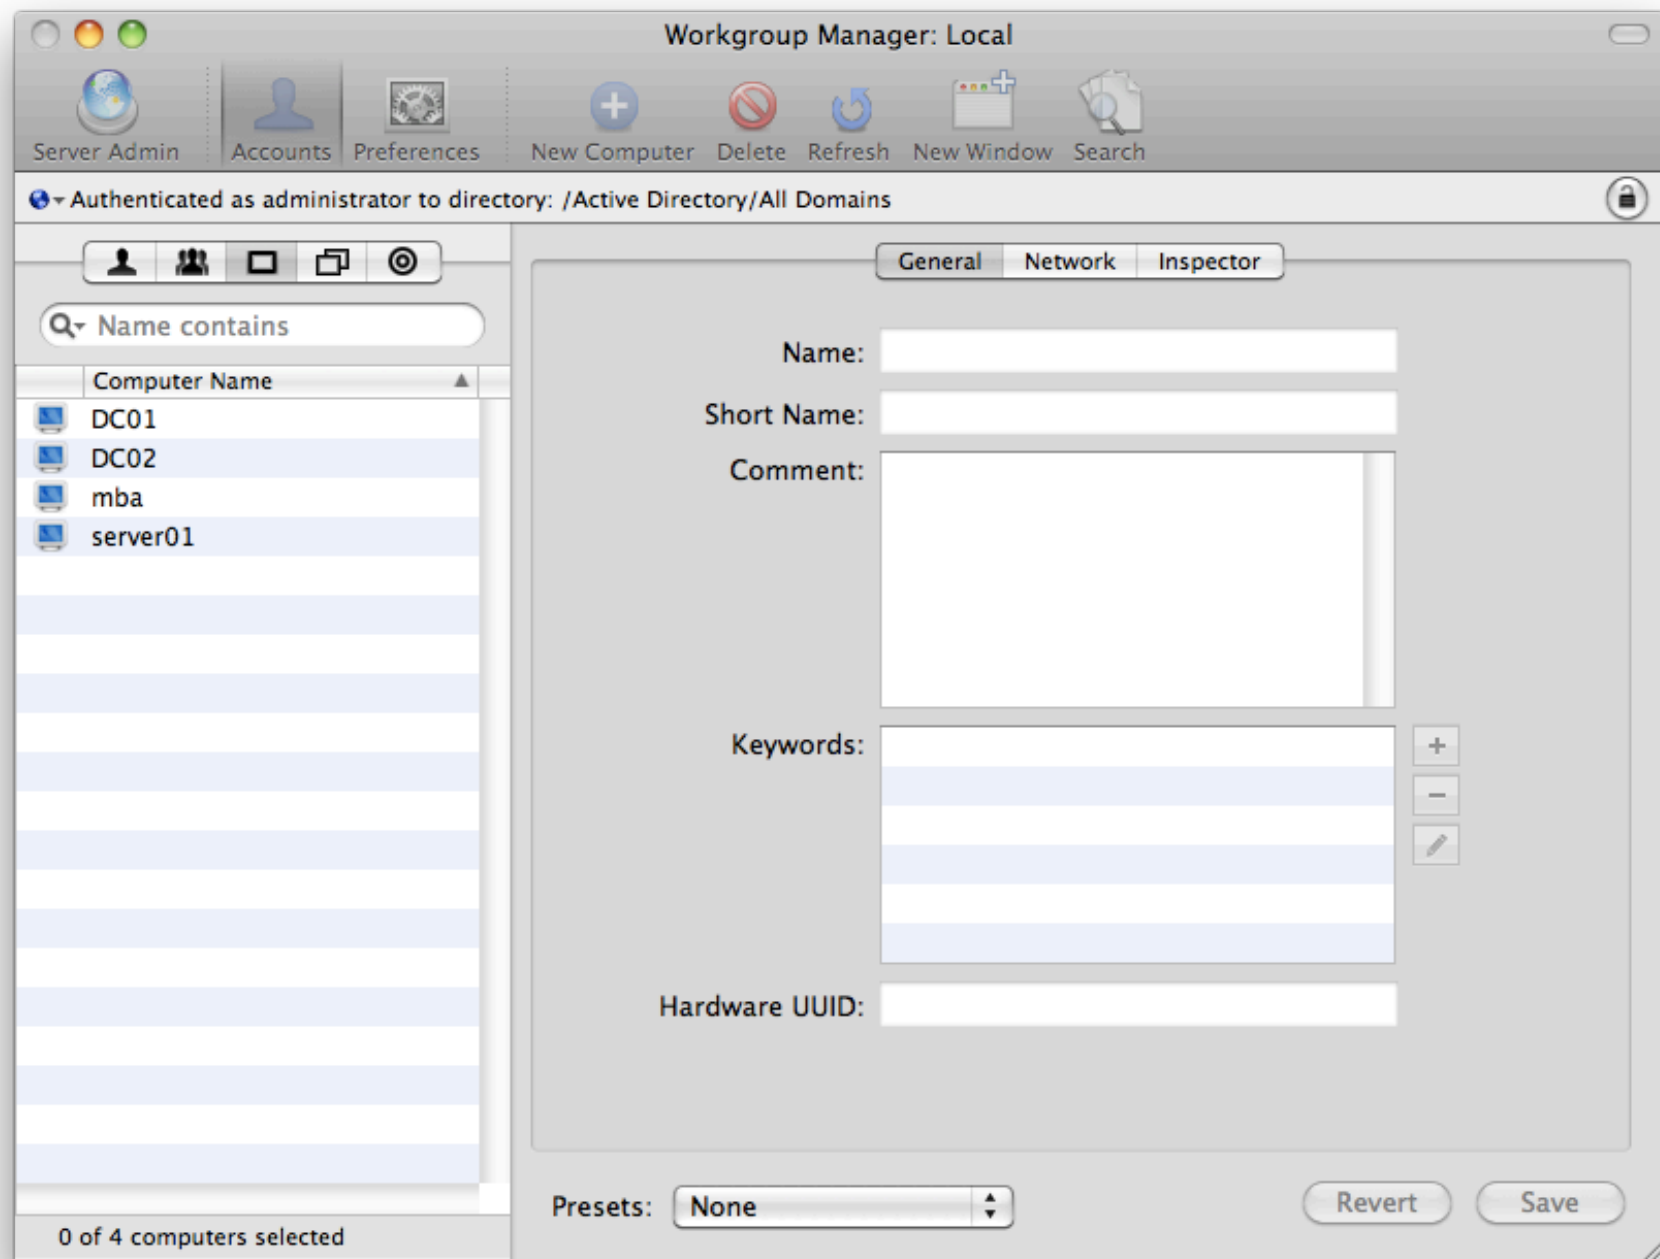 Workgroup Manager: Local
Server Admin Accounts Preferences New Computer Delete Refresh New Window Search
Authenticated as administrator to directory: /Active Directory/All Domains
General Network Inspector
Name contains
Computer Name
DC01
DC02
mba
server01
Name:
Short Name:
Comment:
Keywords:
Hardware UUID:
Presets: None Revert Save
0 of 4 computers selected